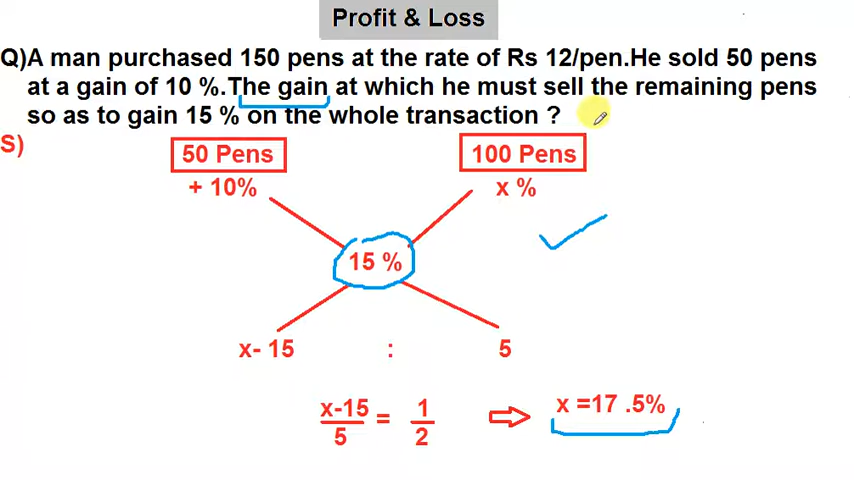 Profit & Loss
Q)A man purchased 150 pens at the rate of Rs 12/pen.He sold 50 pens
at a gain of 10 %.The gain at which he must sell the remaining pens
so as to gain 15 % on the whole transaction ?
S)
50 Pens 100 Pens
+ 10% x %
15 %
x- 15 : 5
x-15 1
= x =17 .5%
5 2